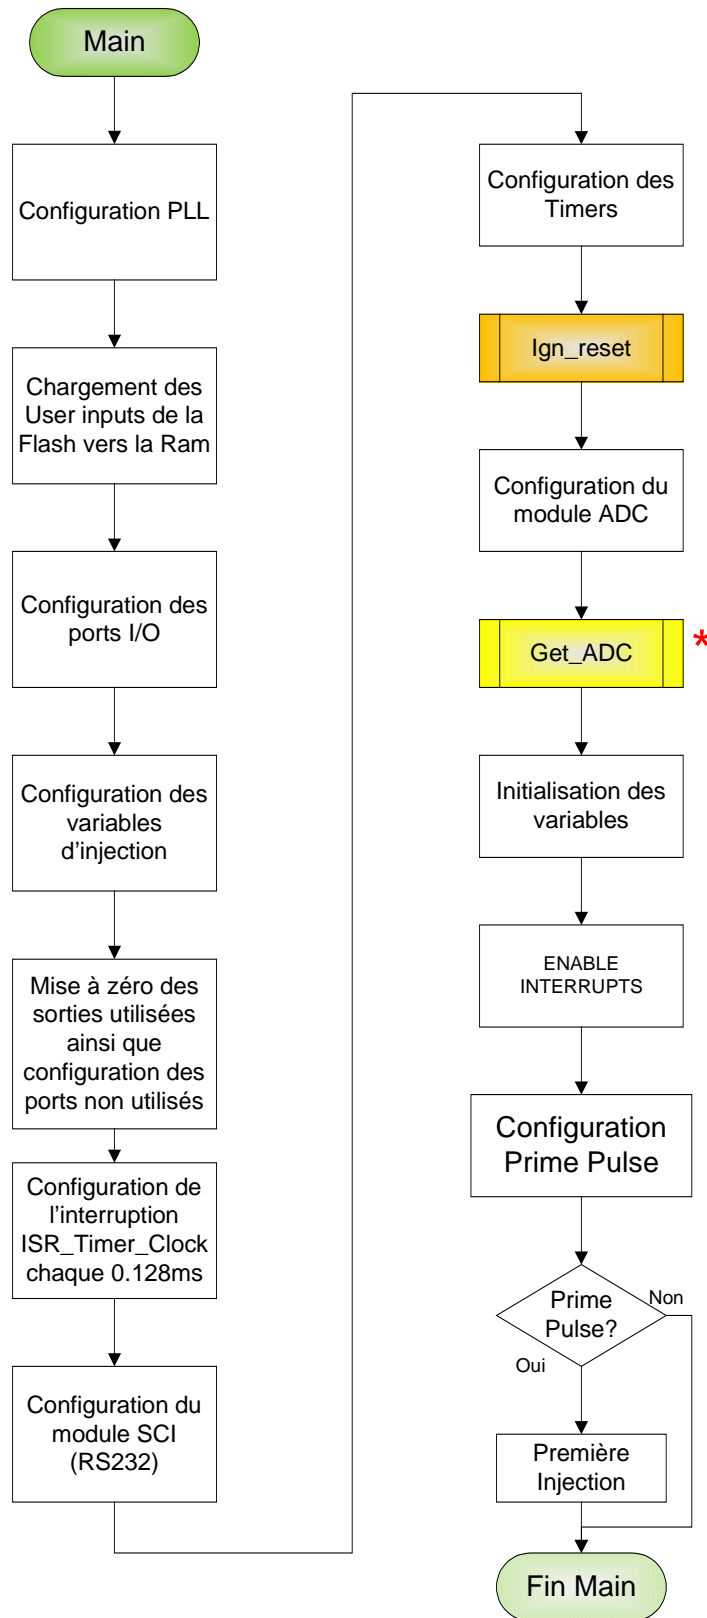 Main
Configuration PLL
Chargement des
User inputs de la
Flash vers la Ram
Configuration des
ports I/O
Configuration des
variables
d’injection
Mise à zéro des
sorties utilisées
ainsi que
configuration des
ports non utilisés
Configuration de
l’interruption
ISR_Timer_Clock
chaque 0.128ms
Configuration du
module SCI
(RS232)
Configuration des
Timers
Ign_reset
Configuration du
module ADC
Get_ADC
*
Initialisation des
variables
ENABLE
INTERRUPTS
Configuration
Prime Pulse
Prime
Pulse?
Non
Oui
Première
Injection
Fin Main